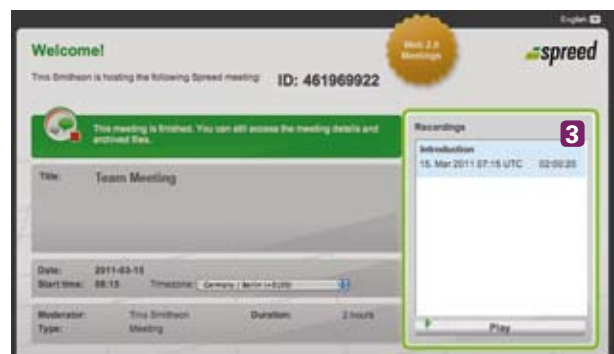 English
Welcome!
Web 2.0
Meetings
spreed
Tino Smithson is hosting the following Spreed meeting: ID: 461969922
This meeting is finished. You can still access the meeting details and
archived files.
Title: Team Meeting
Date: 2011-03-15
Start time: 08:15 Timezone: Germany / Berlin (+0100)
Moderator: Tino Smithson Duration: 2 hours
Type: Meeting
Recordings
3
Introduction
15. Mar 2011 07:15 UTC 02:00:20
Play